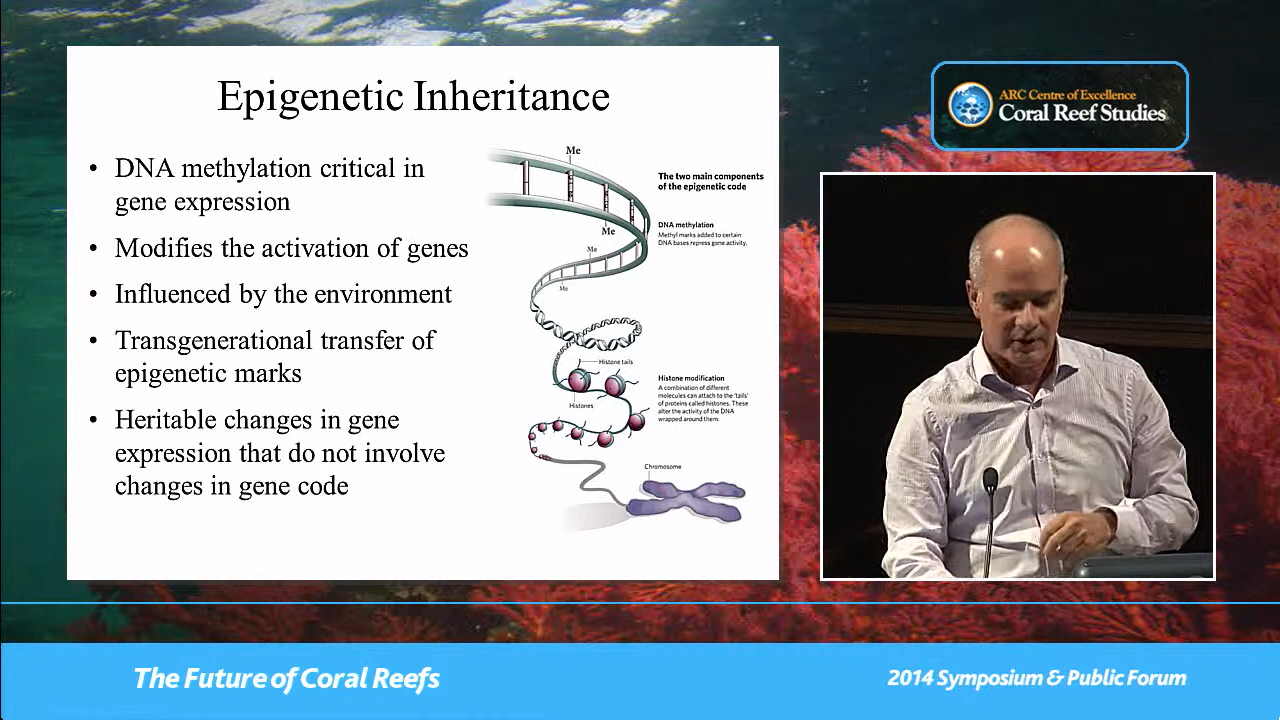 Epigenetic Inheritance
• DNA methylation critical in
gene expression
• Modifies the activation of genes
• Influenced by the environment
• Transgenerational transfer of
epigenetic marks
• Heritable changes in gene
expression that do not involve
changes in gene code
Me
The two main components
of the epigenetic code
DNA methylation
Methyl marks added to certain
DNA bases repress gene activity.
Me
Me
Me
Histone tails
Histones
Histone modification
A combination of different
molecules can attach to the 'tails'
of proteins called histones. These
alter the activity of the DNA
wrapped around them.
Chromosome
ARC Centre of Excellence
Coral Reef Studies
The Future of Coral Reefs
2014 Symposium & Public Forum